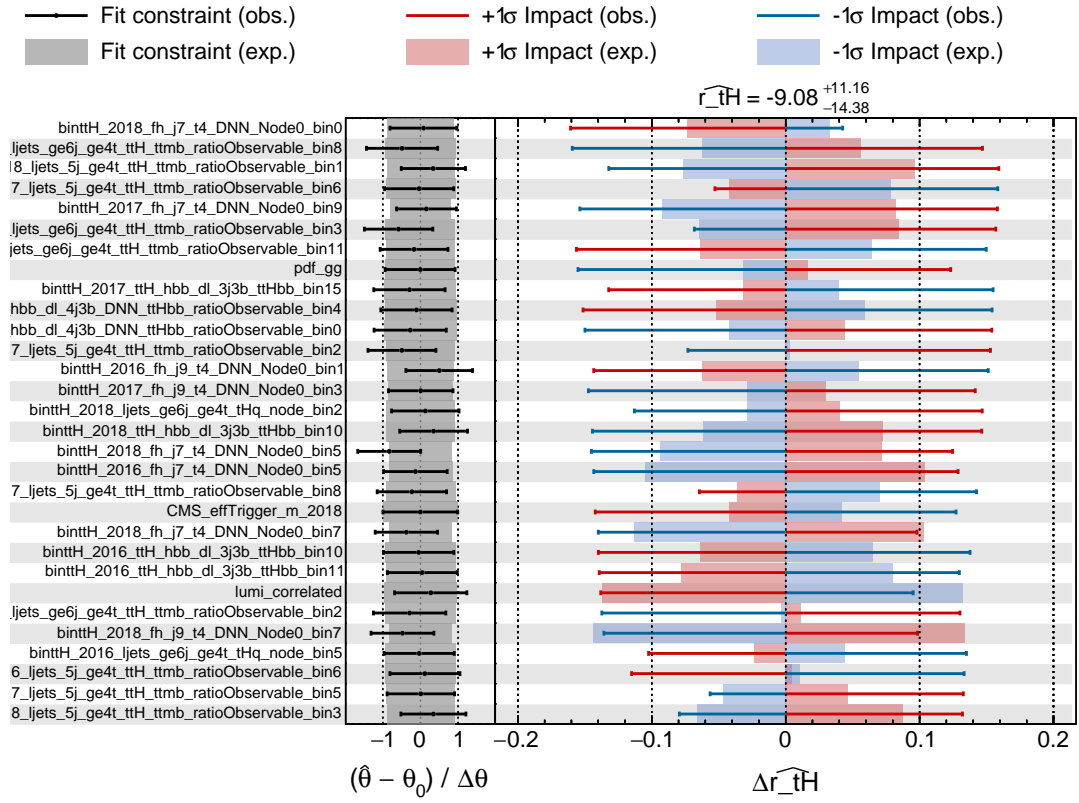 Fit constraint (obs.) +1σ Impact (obs.) -1σ Impact (obs.)
Fit constraint (exp.) +1σ Impact (exp.) -1σ Impact (exp.)
r_tH = -9.08 +11.16 −14.38
binttH_2018_fh_j7_t4_DNN_Node0_bin0
ljets_ge6j_ge4t_ttH_ttmb_ratioObservable_bin8
8_ljets_5j_ge4t_ttH_ttmb_ratioObservable_bin1
7_ljets_5j_ge4t_ttH_ttmb_ratioObservable_bin6
binttH_2017_fh_j7_t4_DNN_Node0_bin9
ljets_ge6j_ge4t_ttH_ttmb_ratioObservable_bin3
jets_ge6j_ge4t_ttH_ttmb_ratioObservable_bin11
pdf_gg
binttH_2017_ttH_hbb_dl_3j3b_ttHbb_bin15
hbb_dl_4j3b_DNN_ttHbb_ratioObservable_bin4
hbb_dl_4j3b_DNN_ttHbb_ratioObservable_bin0
7_ljets_5j_ge4t_ttH_ttmb_ratioObservable_bin2
binttH_2016_fh_j9_t4_DNN_Node0_bin1
binttH_2017_fh_j9_t4_DNN_Node0_bin3
binttH_2018_ljets_ge6j_ge4t_tHq_node_bin2
binttH_2018_ttH_hbb_dl_3j3b_ttHbb_bin10
binttH_2018_fh_j7_t4_DNN_Node0_bin5
binttH_2016_fh_j7_t4_DNN_Node0_bin5
7_ljets_5j_ge4t_ttH_ttmb_ratioObservable_bin8
CMS_effTrigger_m_2018
binttH_2018_fh_j7_t4_DNN_Node0_bin7
binttH_2016_ttH_hbb_dl_3j3b_ttHbb_bin10
binttH_2016_ttH_hbb_dl_3j3b_ttHbb_bin11
lumi_correlated
ljets_ge6j_ge4t_ttH_ttmb_ratioObservable_bin2
binttH_2018_fh_j9_t4_DNN_Node0_bin7
binttH_2016_ljets_ge6j_ge4t_tHq_node_bin5
6_ljets_5j_ge4t_ttH_ttmb_ratioObservable_bin6
7_ljets_5j_ge4t_ttH_ttmb_ratioObservable_bin5
8_ljets_5j_ge4t_ttH_ttmb_ratioObservable_bin3
−1 0 1 −0.2 −0.1 0 0.1 0.2
(θ̂ − θ0) / Δθ Δr_tH